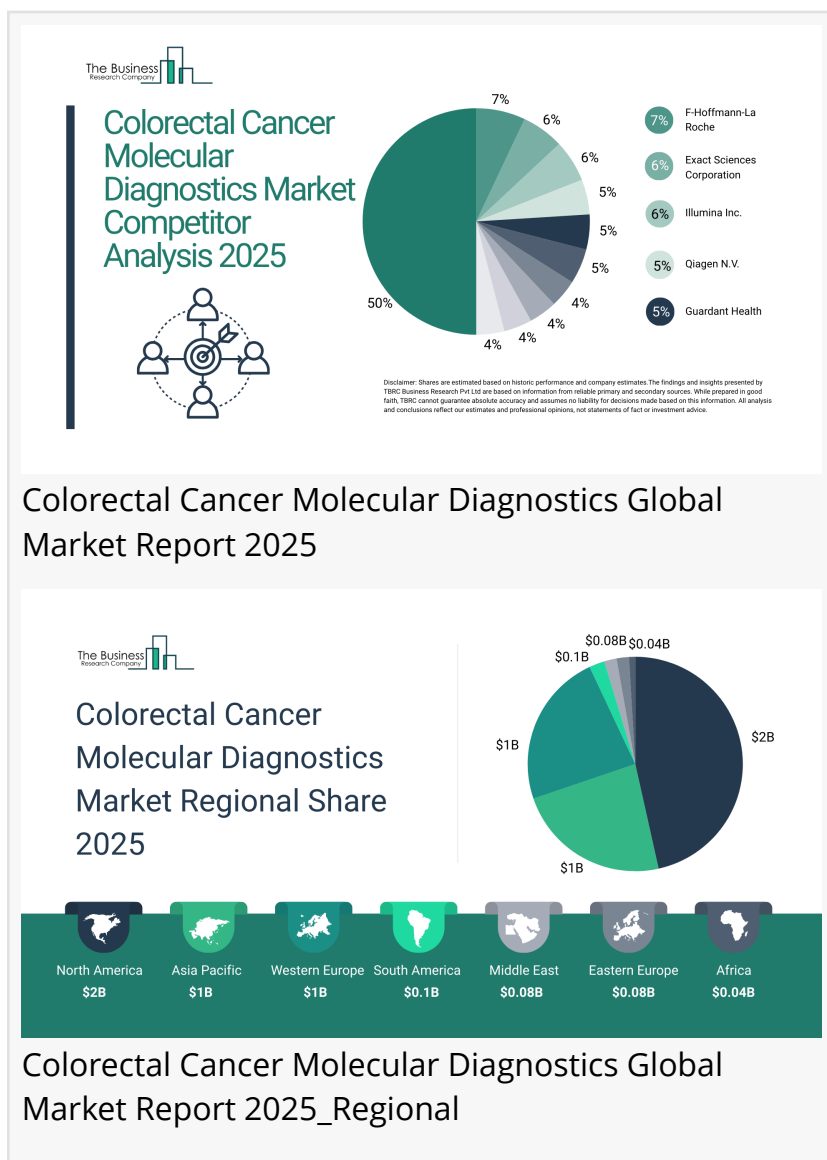 The Business
Research Company
Colorectal Cancer
Molecular
Diagnostics Market
Competitor
Analysis 2025
7%
6%
6%
5%
5%
5%
4%
4%
4%
4%
50%
7%
F-Hoffmann-La
Roche
6%
Exact Sciences
Corporation
6%
Illumina Inc.
5%
Qiagen N.V.
5%
Guardant Health
Disclaimer: Shares are estimated based on historic performance and company estimates.The findings and insights presented by
TBRC Business Research Pvt Ltd are based on information from reliable primary and secondary sources. While prepared in good
faith, TBRC cannot guarantee absolute accuracy and assumes no liability for decisions made based on this information. All analysis
and conclusions reflect our estimates and professional opinions, not statements of fact or investment advice.
Colorectal Cancer Molecular Diagnostics Global
Market Report 2025
The Business
Research Company
Colorectal Cancer
Molecular Diagnostics
Market Regional Share
2025
$0.08B
$0.04B
$0.1B
$1B
$2B
$1B
North America
$2B
Asia Pacific
$1B
Western Europe
$1B
South America
$0.1B
Middle East
$0.08B
Eastern Europe
$0.08B
Africa
$0.04B
Colorectal Cancer Molecular Diagnostics Global
Market Report 2025_Regional